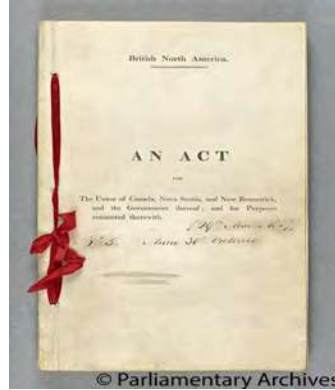 British North America.
AN ACT
FOR
The Union of Canada, Nova Scotia, and New Brunswick,
and the Government thereof; and for Purposes
connected therewith.
© Parliamentary Archives